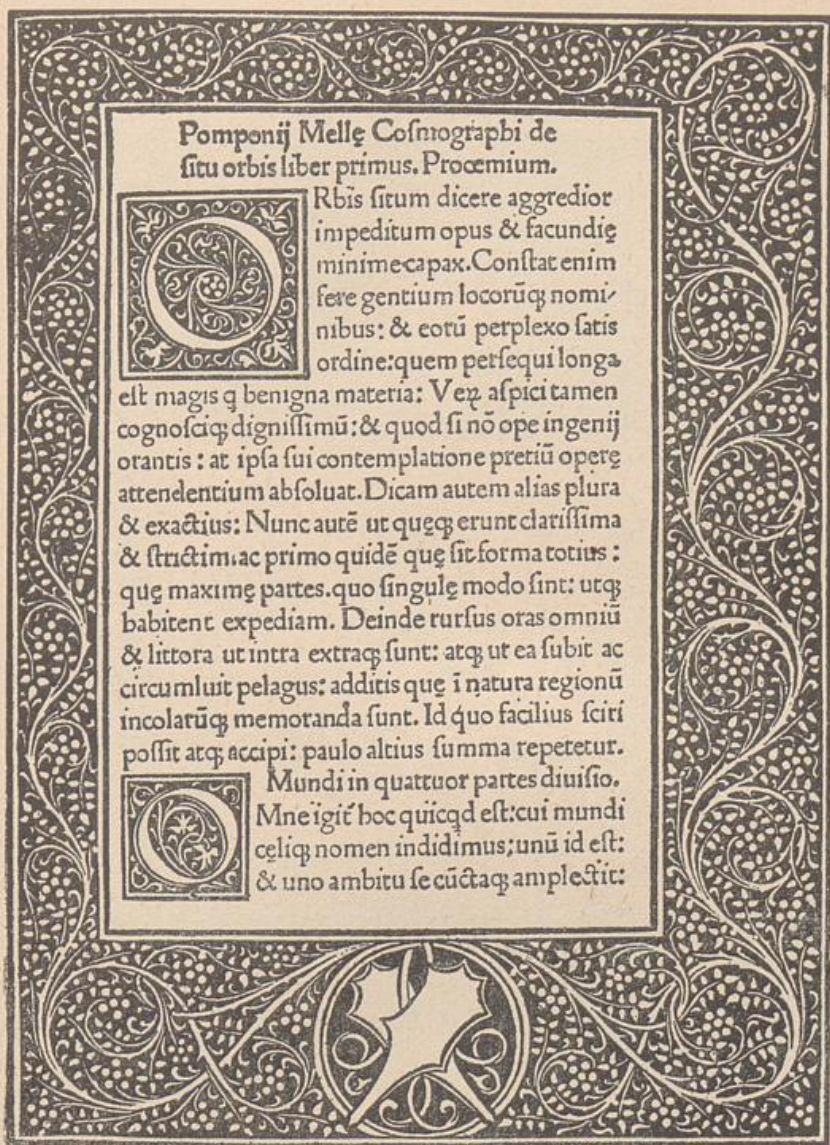 Pomponij Mellę Coſmographi de
ſitu orbis liber primus. Prooemium.
ORbis ſitum dicere aggredior
impeditum opus & facundię
minime capax. Conſtat enim
fere gentium locorūq; nomi-
nibus: & eorū perplexo ſatis
ordine: quem perſequi longa
eſt magis q̄ benigna materia: Veꝝ aſpici tamen
cognoſciq; digniſſimū: & quod ſi nō ope ingenij
orantis: at ipſa ſui contemplatione pretiū operę
attendentium abſoluat. Dicam autem alias plura
& exactius: Nunc autē ut quęq; erunt clariſſima
& ſtrictim. ac primo quidē quę ſit forma totius:
quę maximę partes. quo ſingulę modo ſint: utq;
habitent expediam. Deinde rurſus oras omniū
& littora ut intra extraq; ſunt: atq; ut ea ſubit ac
circumluit pelagus: additis quę ī natura regionū
incolarūq; memoranda ſunt. Id quo facilius ſciri
poſſit atq; accipi: paulo altius ſumma repetetur.
Mundi in quattuor partes diuiſio.
OMne igit̄ hoc quicqd eſt: cui mundi
cęliq; nomen indidimus; unū id eſt:
& uno ambitu ſe cūctaq; amplectit: